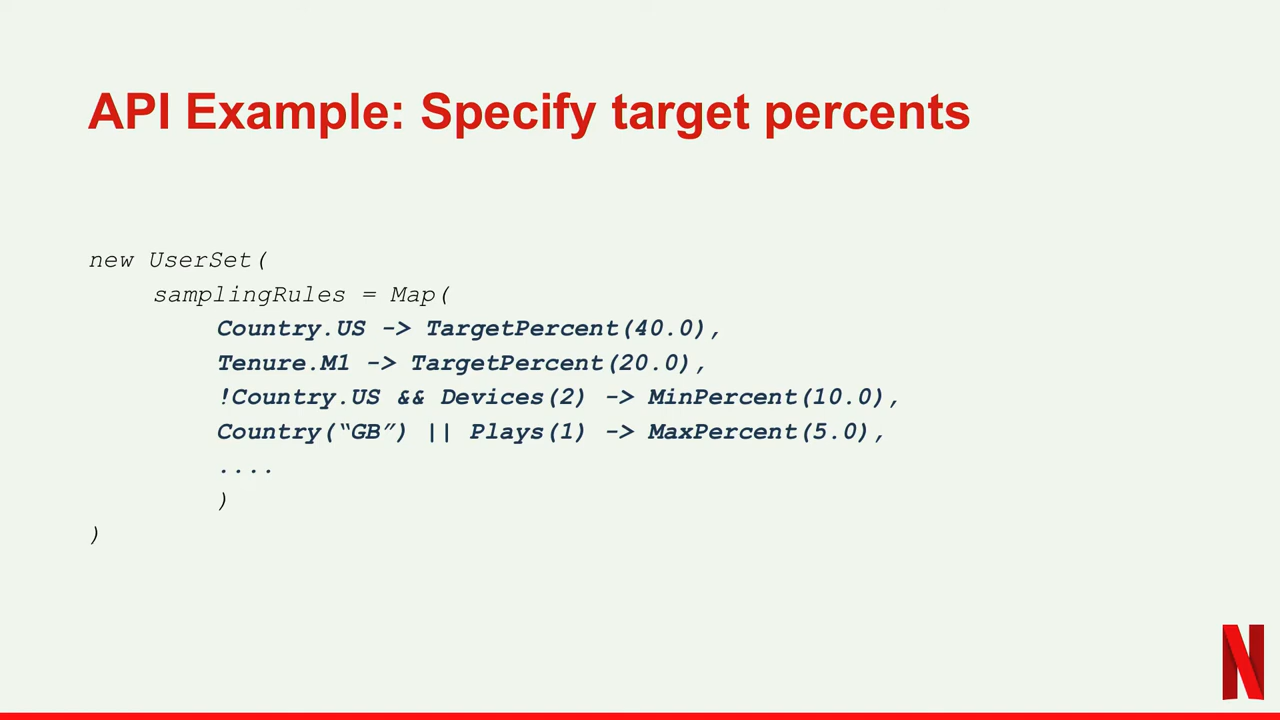 API Example: Specify target percents
new UserSet(
samplingRules = Map(
Country.US -> TargetPercent(40.0),
Tenure.M1 -> TargetPercent(20.0),
!Country.US && Devices(2) -> MinPercent(10.0),
Country(“GB”) || Plays(1) -> MaxPercent(5.0),
....
)
)
N